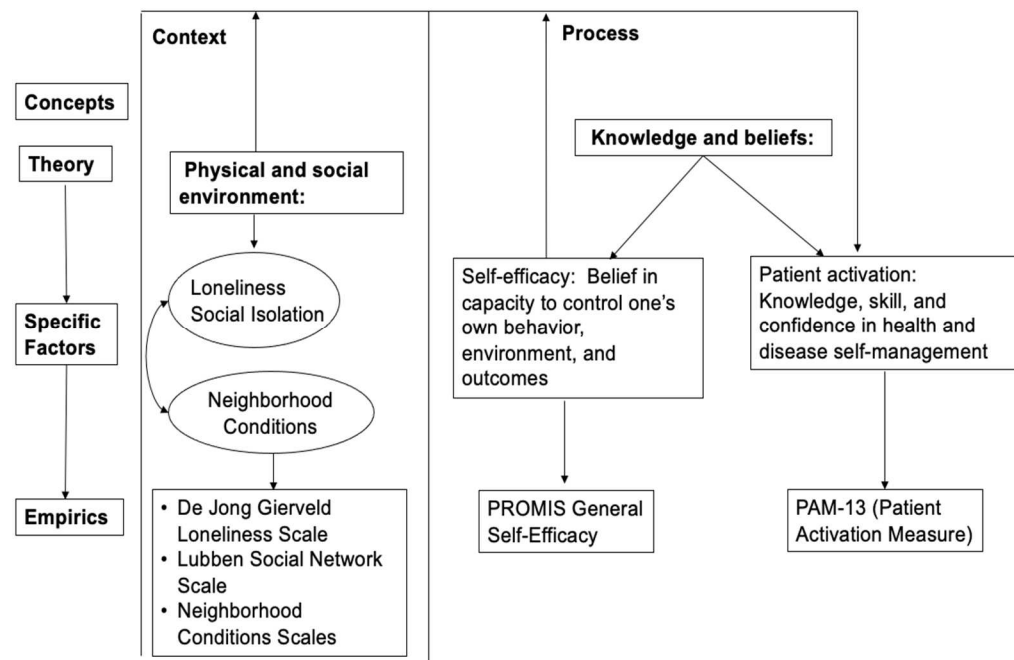 Context
Process
Concepts
Knowledge and beliefs:
Theory
Physical and social
environment:
Self-efficacy: Belief in
capacity to control one’s
own behavior,
environment, and
outcomes
Patient activation:
Knowledge, skill, and
confidence in health and
disease self-management
Loneliness
Social Isolation
Specific
Factors
Neighborhood
Conditions
Empirics
• De Jong Gierveld
Loneliness Scale
• Lubben Social Network
Scale
• Neighborhood
Conditions Scales
PROMIS General
Self-Efficacy
PAM-13 (Patient
Activation Measure)